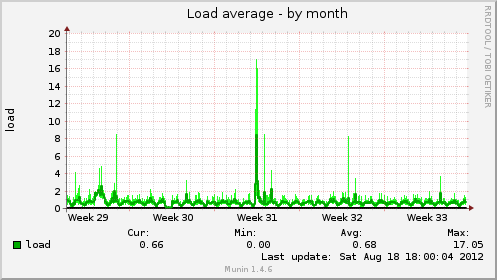 Load average - by month
RRDTOOL / TOBI OETIKER
load
20
18
16
14
12
10
8
6
4
2
0
Week 29 Week 30 Week 31 Week 32 Week 33
Cur: Min: Avg: Max:
load 0.66 0.00 0.68 17.05
Last update: Sat Aug 18 18:00:04 2012
Munin 1.4.6